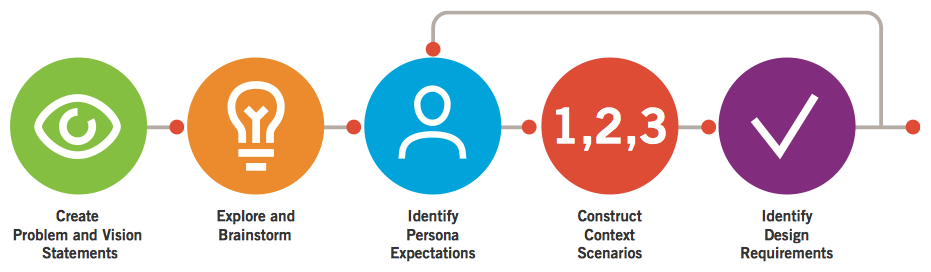 1,2,3
Create
Problem and Vision
Statements
Explore and
Brainstorm
Identify
Persona
Expectations
Construct
Context
Scenarios
Identify
Design
Requirements